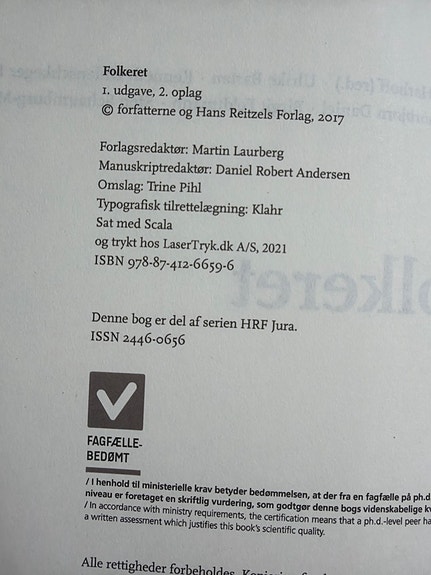 Folkeret
1. udgave, 2. oplag
© forfatterne og Hans Reitzels Forlag, 2017
Forlagsredaktør: Martin Laurberg
Manuskriptredaktør: Daniel Robert Andersen
Omslag: Trine Pihl
Typografisk tilrettelægning: Klahr
Sat med Scala
og trykt hos LaserTryk.dk A/S, 2021
ISBN 978-87-412-6659-6
Denne bog er del af serien HRF Jura.
ISSN 2446-0656
FAGFÆLLE-
BEDØMT
/ I henhold til ministerielle krav betyder bedømmelsen, at der fra en fagfælle på ph.d.
niveau er foretaget en skriftlig vurdering, som godtgør denne bogs videnskabelige
/ In accordance with ministry requirements, the certification means that a ph.d.-level peer
a written assessment which justifies this book's scientific quality.
Alle rettigheder forbeholdes.